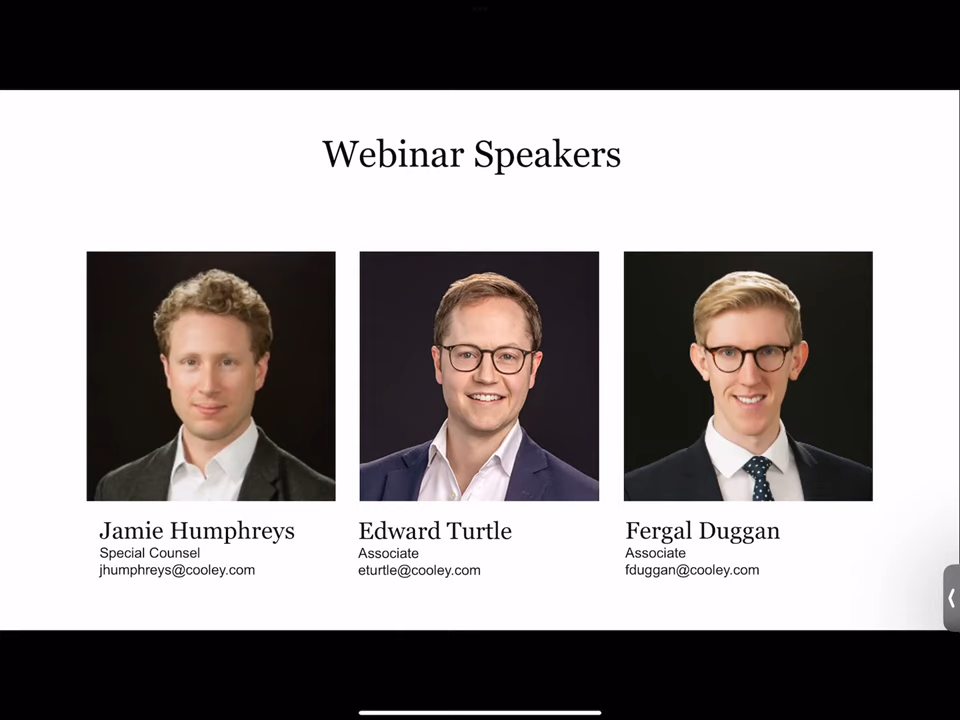 Webinar Speakers
Jamie Humphreys
Special Counsel
jhumphreys@cooley.com
Edward Turtle
Associate
eturtle@cooley.com
Fergal Duggan
Associate
fduggan@cooley.com